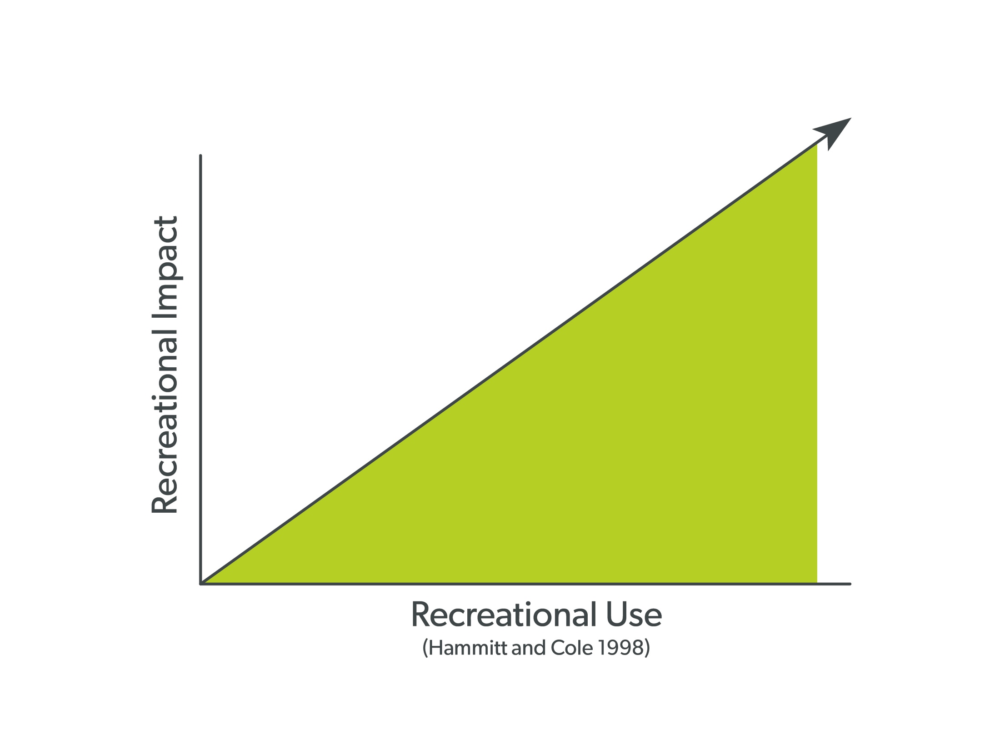 Recreational Impact
Recreational Use
(Hammitt and Cole 1998)